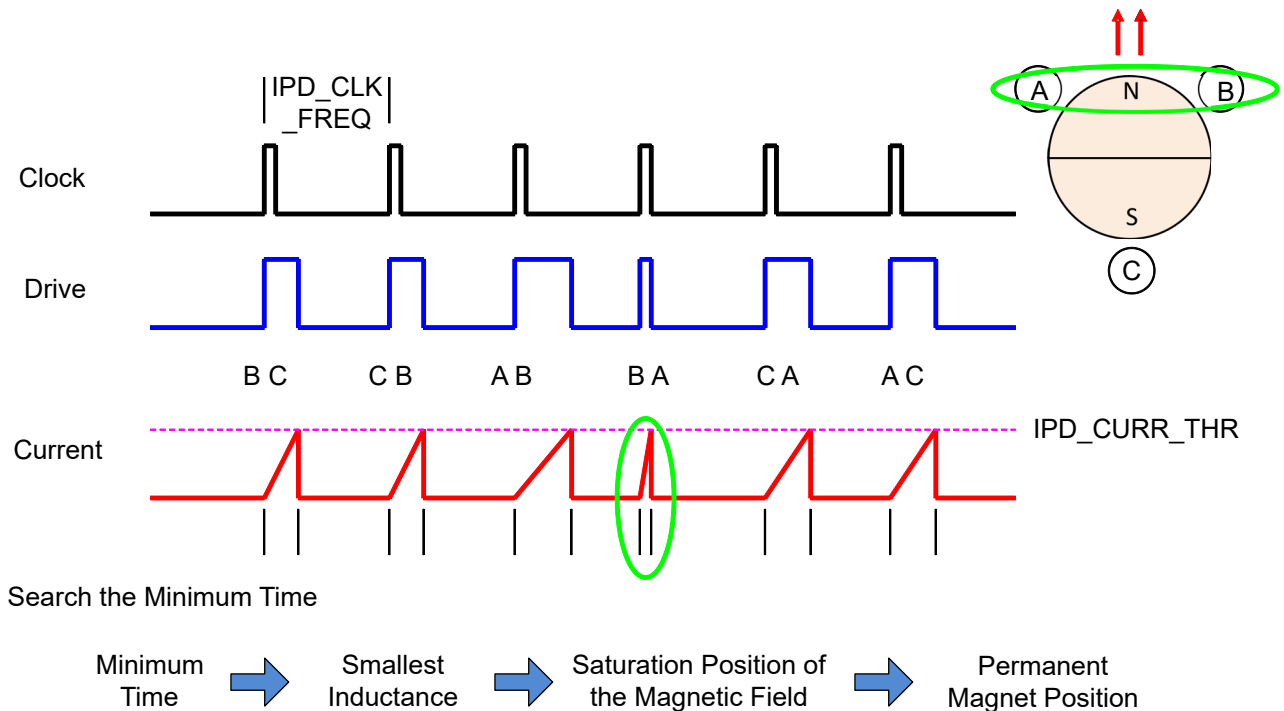 IPD_CLK
_FREQ
A
N
B
Clock
S
C
Drive
B C
C B
A B
B A
C A
A C
IPD_CURR_THR
Current
Search the Minimum Time
Minimum
Time
Smallest
Inductance
Saturation Position of
the Magnetic Field
Permanent
Magnet Position